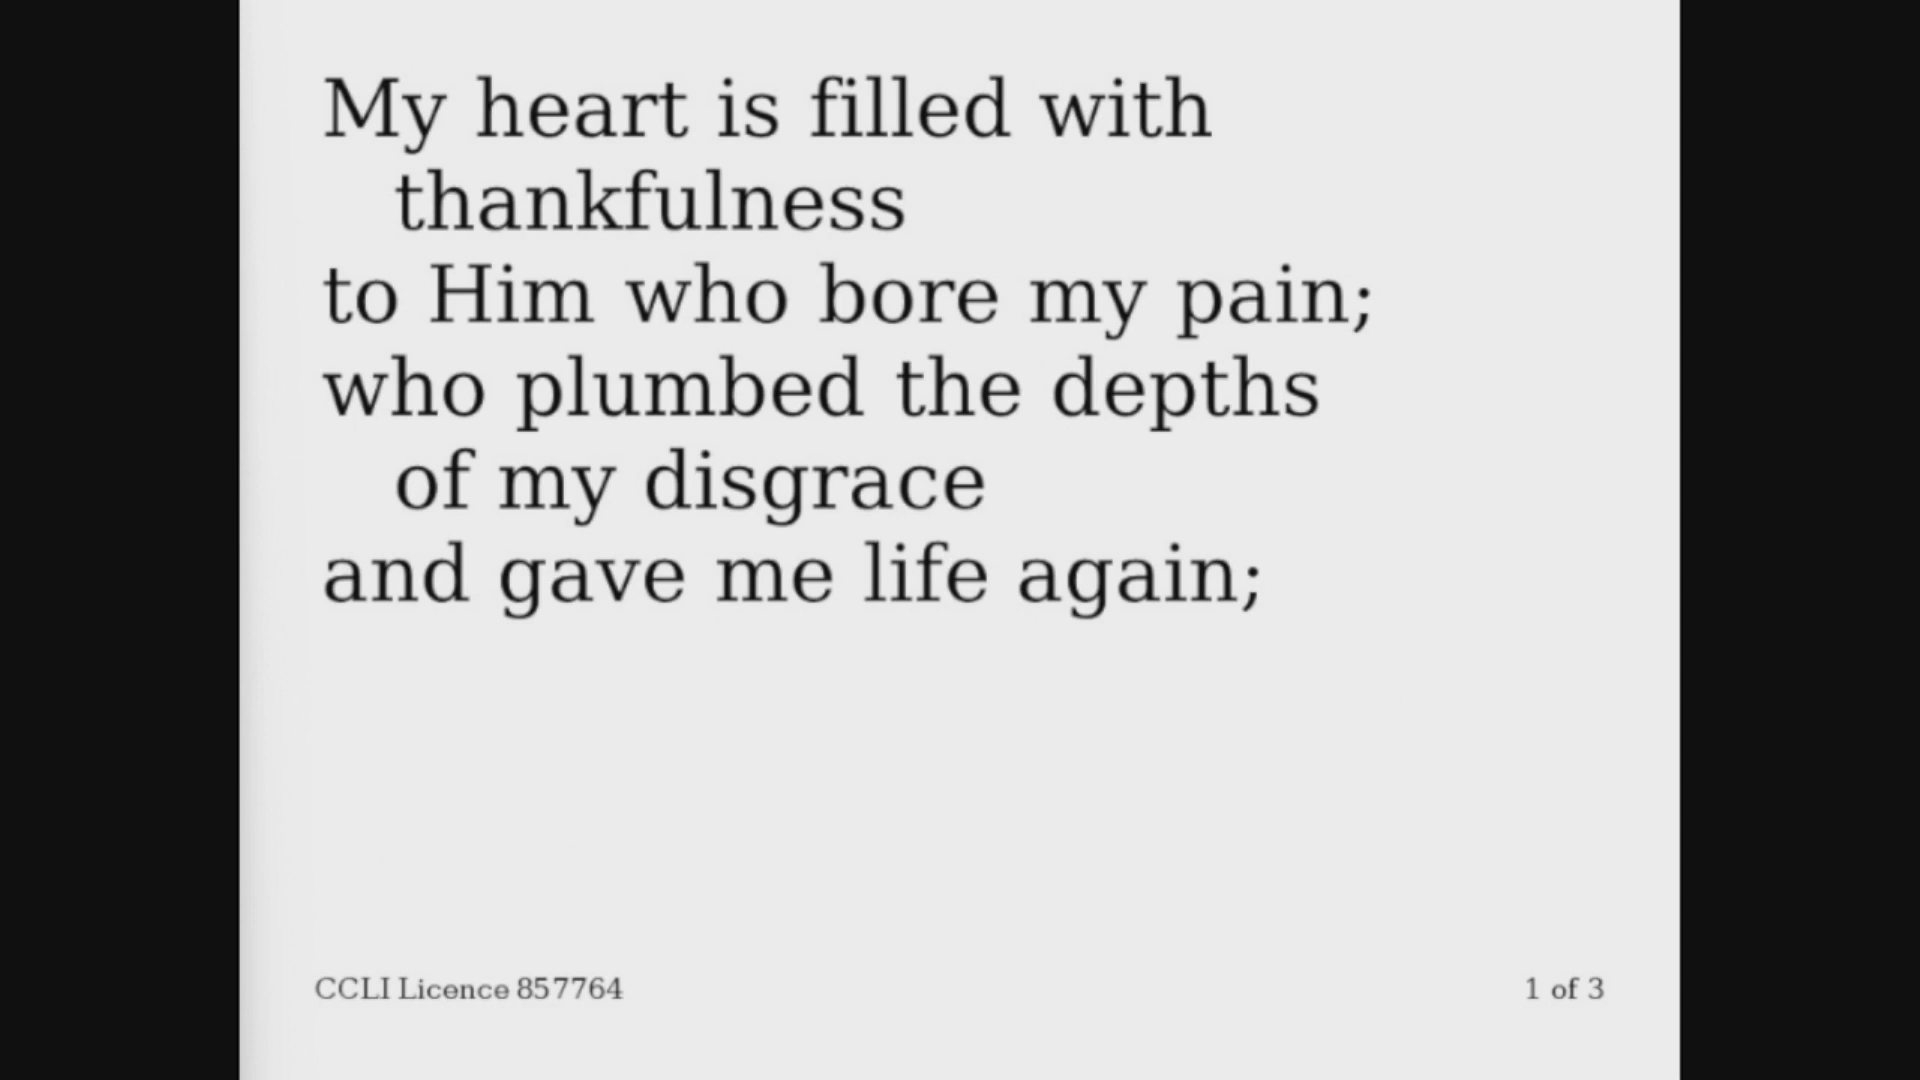 My heart is filled with
thankfulness
to Him who bore my pain;
who plumbed the depths
of my disgrace
and gave me life again;
CCLI Licence 857764
1 of 3